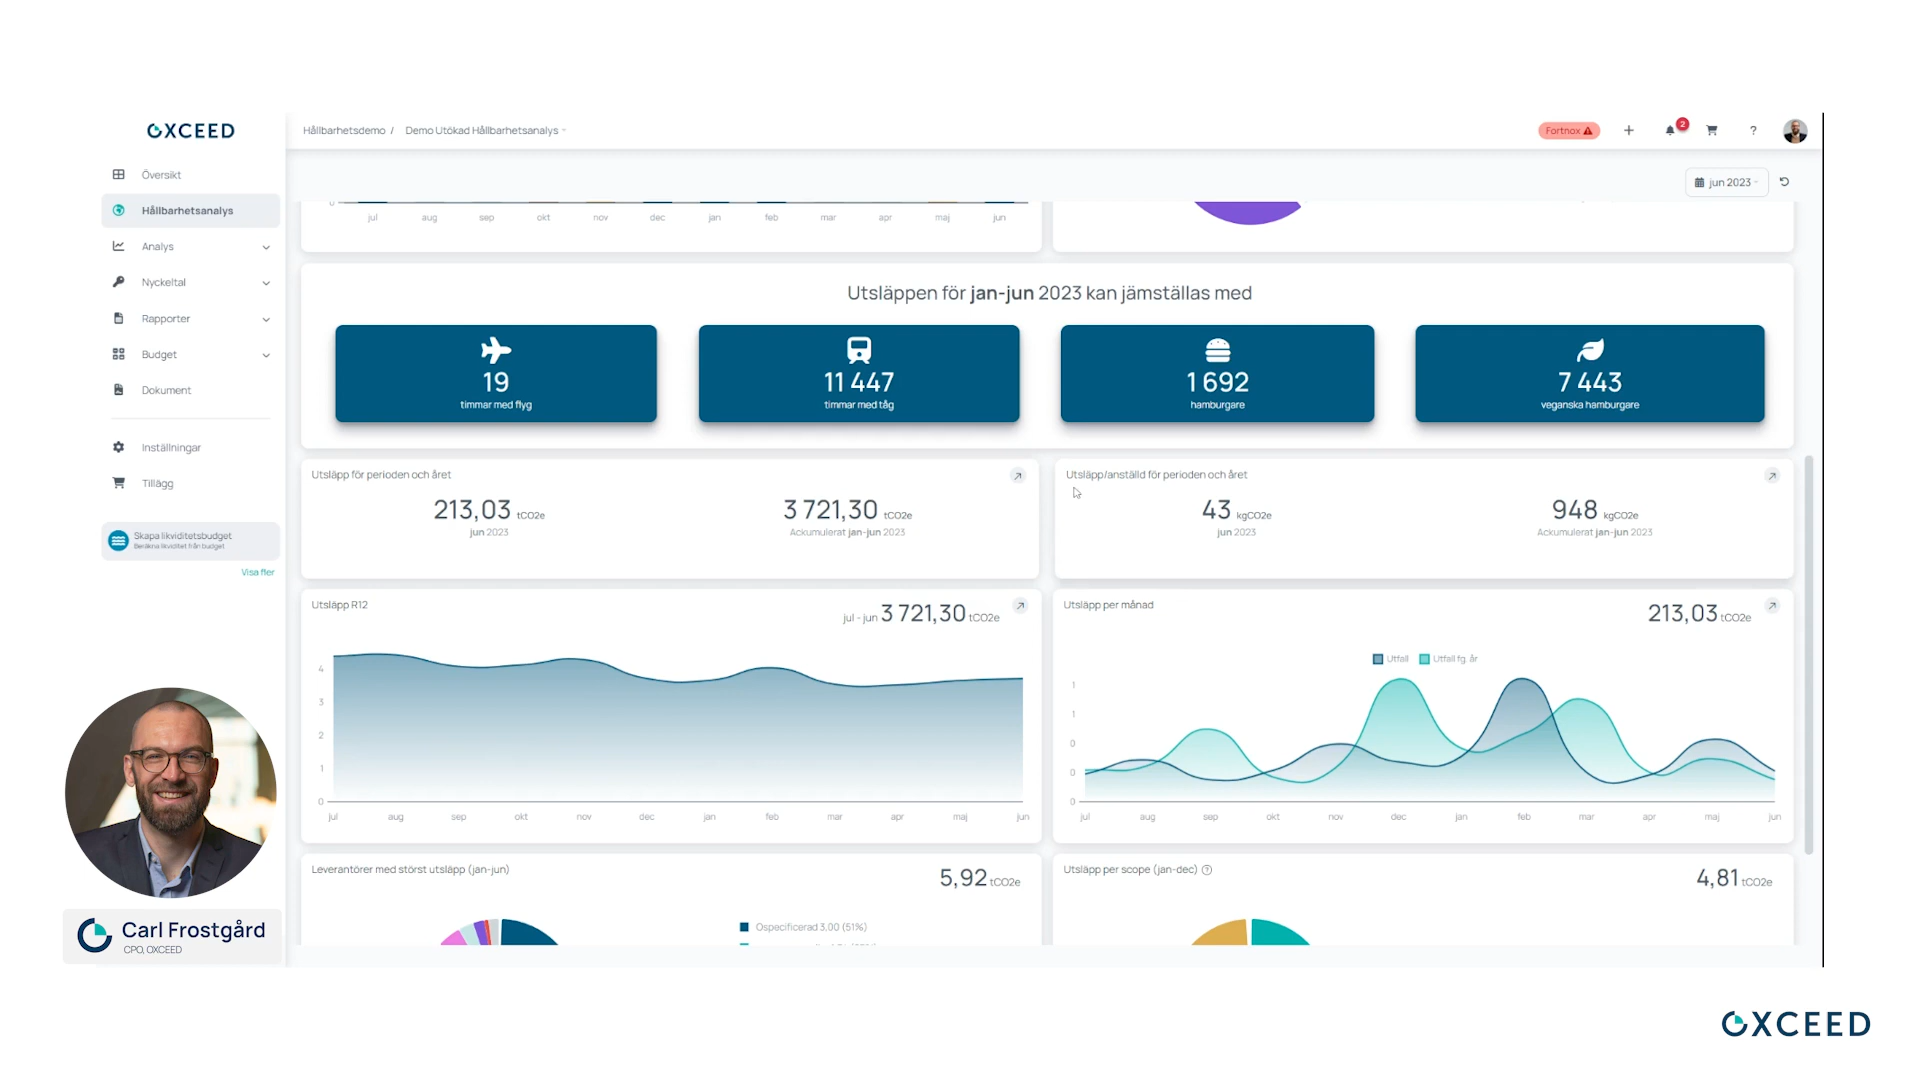 OXCEED
Hållbarhetsdemo / Demo Utökad Hållbarhetsanalys
Fortnox
2
?
Översikt
Hållbarhetsanalys
Analys
Nyckeltal
Rapporter
Budget
Dokument
Inställningar
Tillägg
Skapa likviditetsbudget
Beräkna likviditet från budget
Visa fler
jun 2023
0
jul aug sep okt nov dec jan feb mar apr maj jun
Utsläppen för jan-jun 2023 kan jämställas med
19
timmar med flyg
11 447
timmar med tåg
1 692
hamburgare
7 443
veganska hamburgare
Utsläpp för perioden och året
213,03 tCO2e
jun 2023
3 721,30 tCO2e
Ackumulerat jan-jun 2023
Utsläpp/anställd för perioden och året
43 kgCO2e
jun 2023
948 kgCO2e
Ackumulerat jan-jun 2023
Utsläpp R12
jul - jun 3 721,30 tCO2e
4
3
2
1
0
jul aug sep okt nov dec jan feb mar apr maj jun
Utsläpp per månad
213,03 tCO2e
Utfall Utfall fg. år
1
1
0
0
0
jul aug sep okt nov dec jan feb mar apr maj jun
Leverantörer med störst utsläpp (jan-jun)
5,92 tCO2e
Ospecificerad 3.00 (51%)
Utsläpp per scope (jan-dec) ?
4,81 tCO2e
Carl Frostgård
CPO, OXCEED
OXCEED